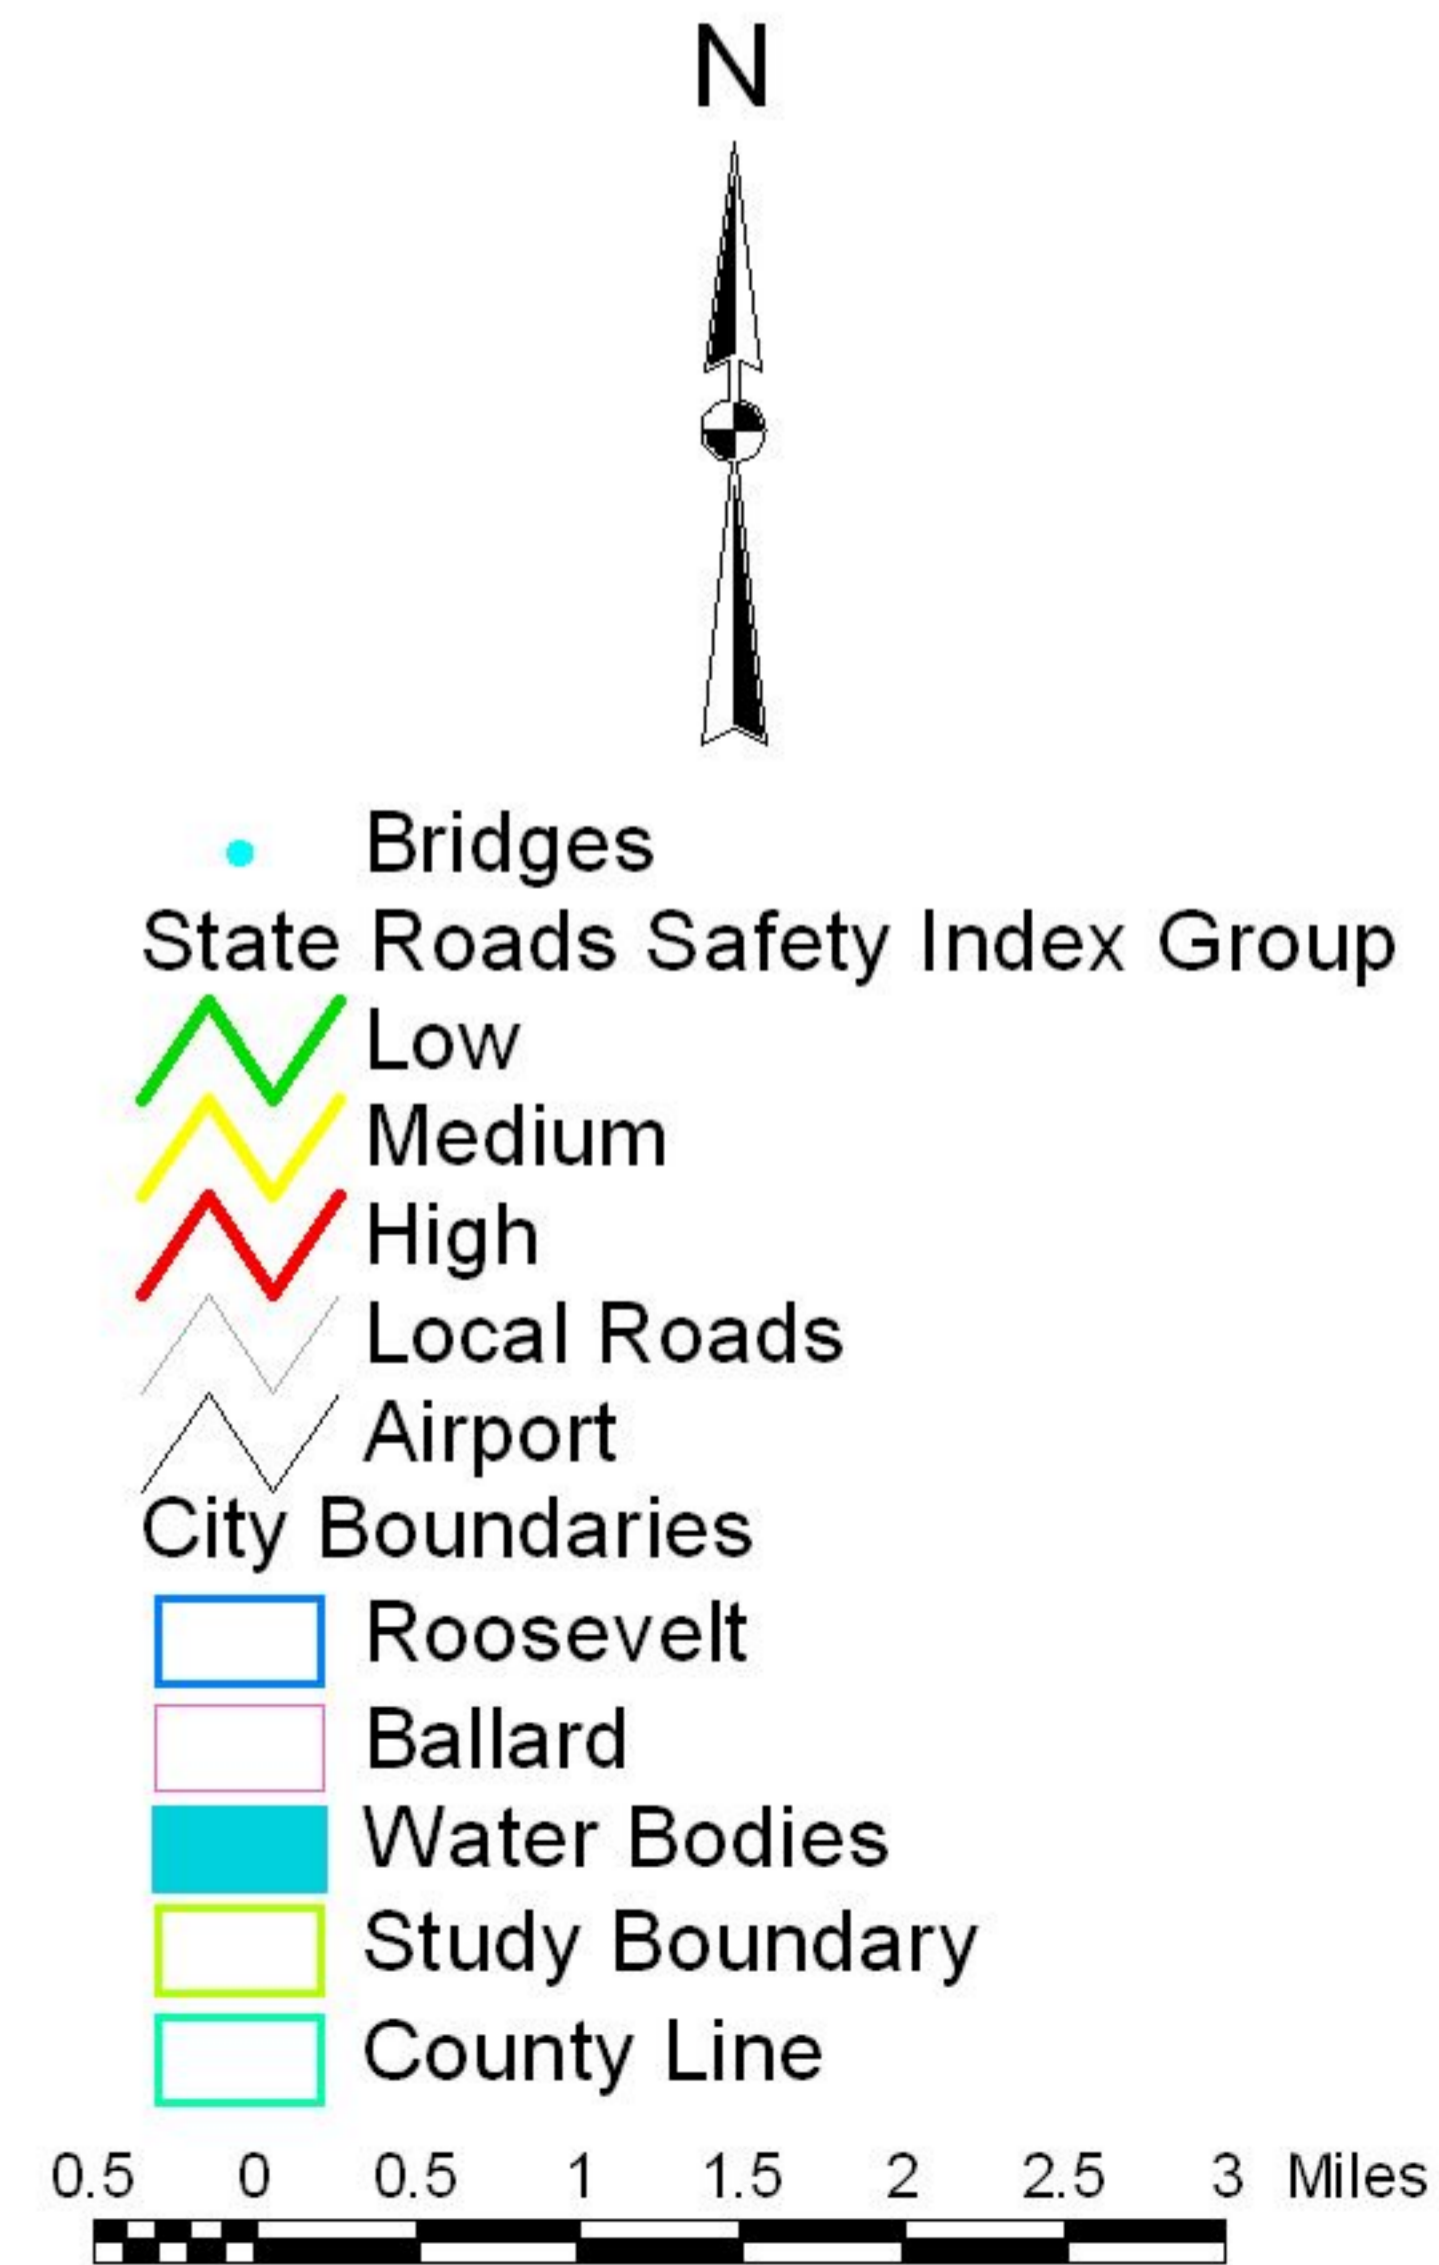 N
Bridges
State Roads Safety Index Group
Low
Medium
High
Local Roads
Airport
City Boundaries
Roosevelt
Ballard
Water Bodies
Study Boundary
County Line
0.5 0 0.5 1 1.5 2 2.5 3 Miles